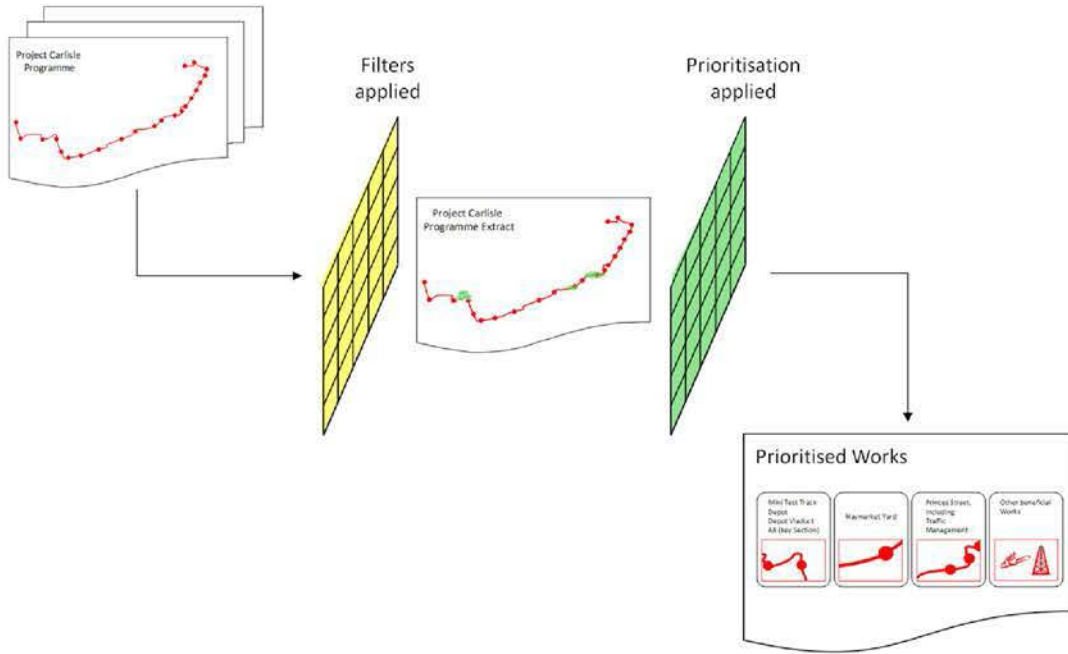 Project Carlisle
Programme
Filters
applied
Prioritisation
applied
Project Carlisle
Programme Extract
Prioritised Works
Mini Test Track
Depot
Depot Viaduct
A8 (key Section)
Haymarket Yard
Princes Street,
Including
Traffic
Management
Other beneficial
Works